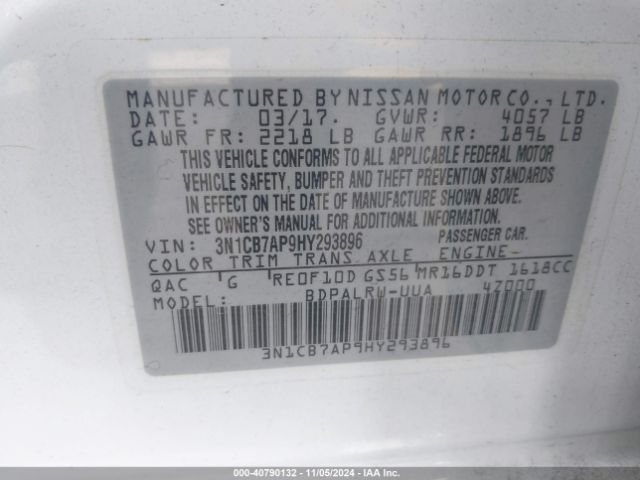 MANUFACTURED BY NISSAN MOTOR CO., LTD.
DATE: 03/17. GVWR: 4057 LB
GAWR FR: 2218 LB GAWR RR: 1896 LB
THIS VEHICLE CONFORMS TO ALL APPLICABLE FEDERAL MOTOR
VEHICLE SAFETY, BUMPER AND THEFT PREVENTION STANDARDS
IN EFFECT ON THE DATE OF MANUFACTURE SHOWN ABOVE.
SEE OWNER'S MANUAL FOR ADDITIONAL INFORMATION.
VIN: 3N1CB7AP9HY293896 PASSENGER CAR.
COLOR TRIM TRANS AXLE ENGINE
QAC G RE0F10D GS56 MR16DDT 1618CC
MODEL: BDPALRW-UUA 4Z000
3N1CB7AP9HY293896
000-40790132 - 11/05/2024 - IAA Inc.